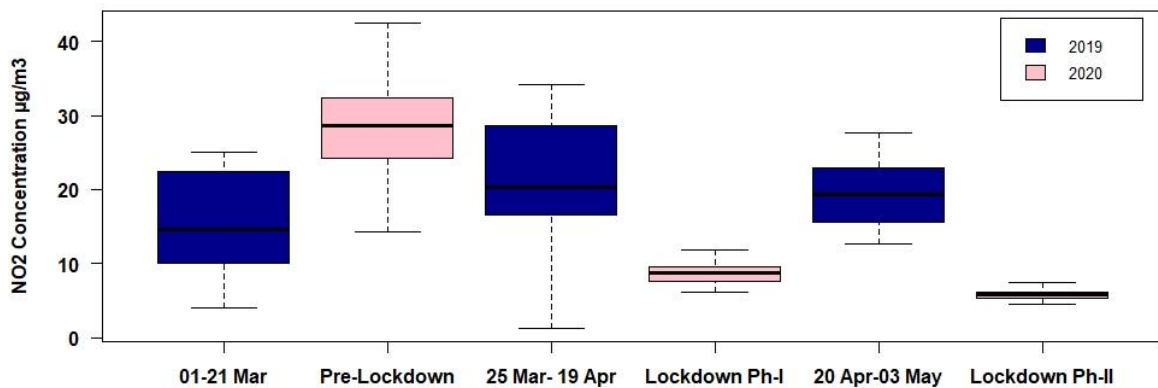 NO2 Concentration µg/m3
40
30
20
10
0
2019
2020
01-21 Mar
Pre-Lockdown
25 Mar- 19 Apr
Lockdown Ph-I
20 Apr-03 May
Lockdown Ph-II